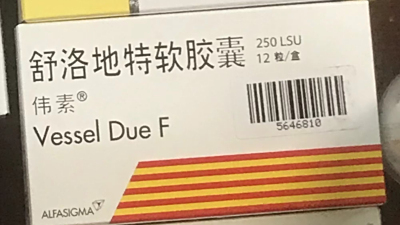 舒洛地特软胶囊
250 LSU
12 粒/盒
伟素®
Vessel Due F
5646810
ALFASIGMA